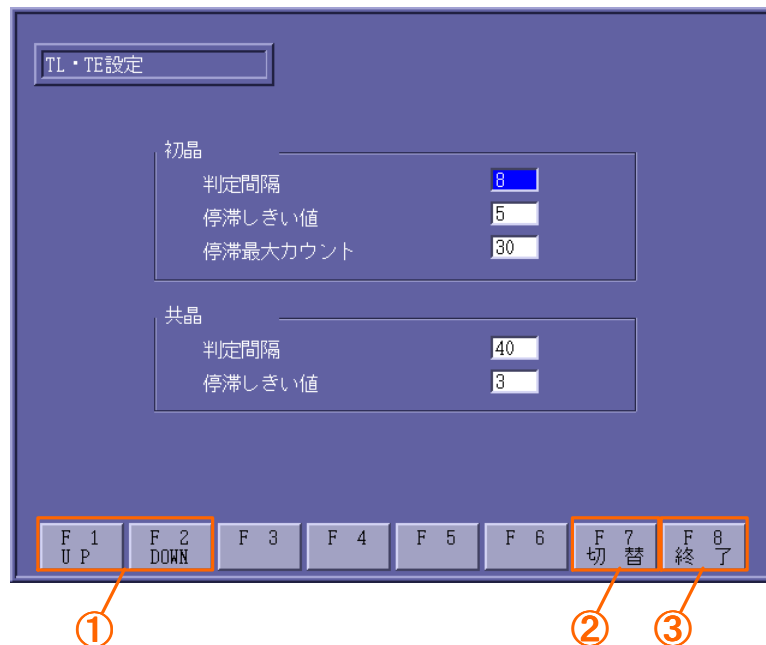 TL・TE設定
初晶
判定間隔 8
停滞しきい値 5
停滞最大カウント 30
共晶
判定間隔 40
停滞しきい値 3
F 1 F 2 F 3 F 4 F 5 F 6 F 7 F 8
U P DOWN 切 替 終 了
① ② ③